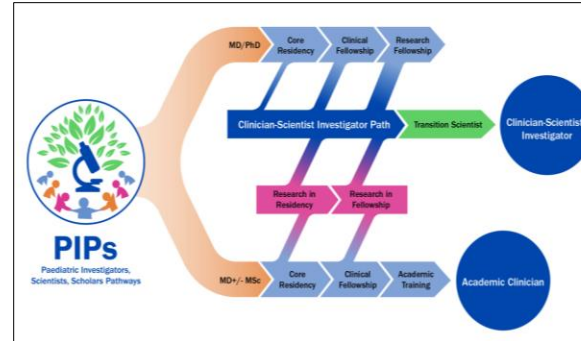 MD/PhD
Core
Residency
Clinical
Fellowship
Research
Fellowship
Clinician-Scientist Investigator Path
Transition Scientist
Clinician-Scientist
Investigator
Research in
Residency
Research in
Fellowship
PIPs
Paediatric Investigators,
Scientists, Scholars Pathways
MD+/- MSc
Core
Residency
Clinical
Fellowship
Academic
Training
Academic Clinician